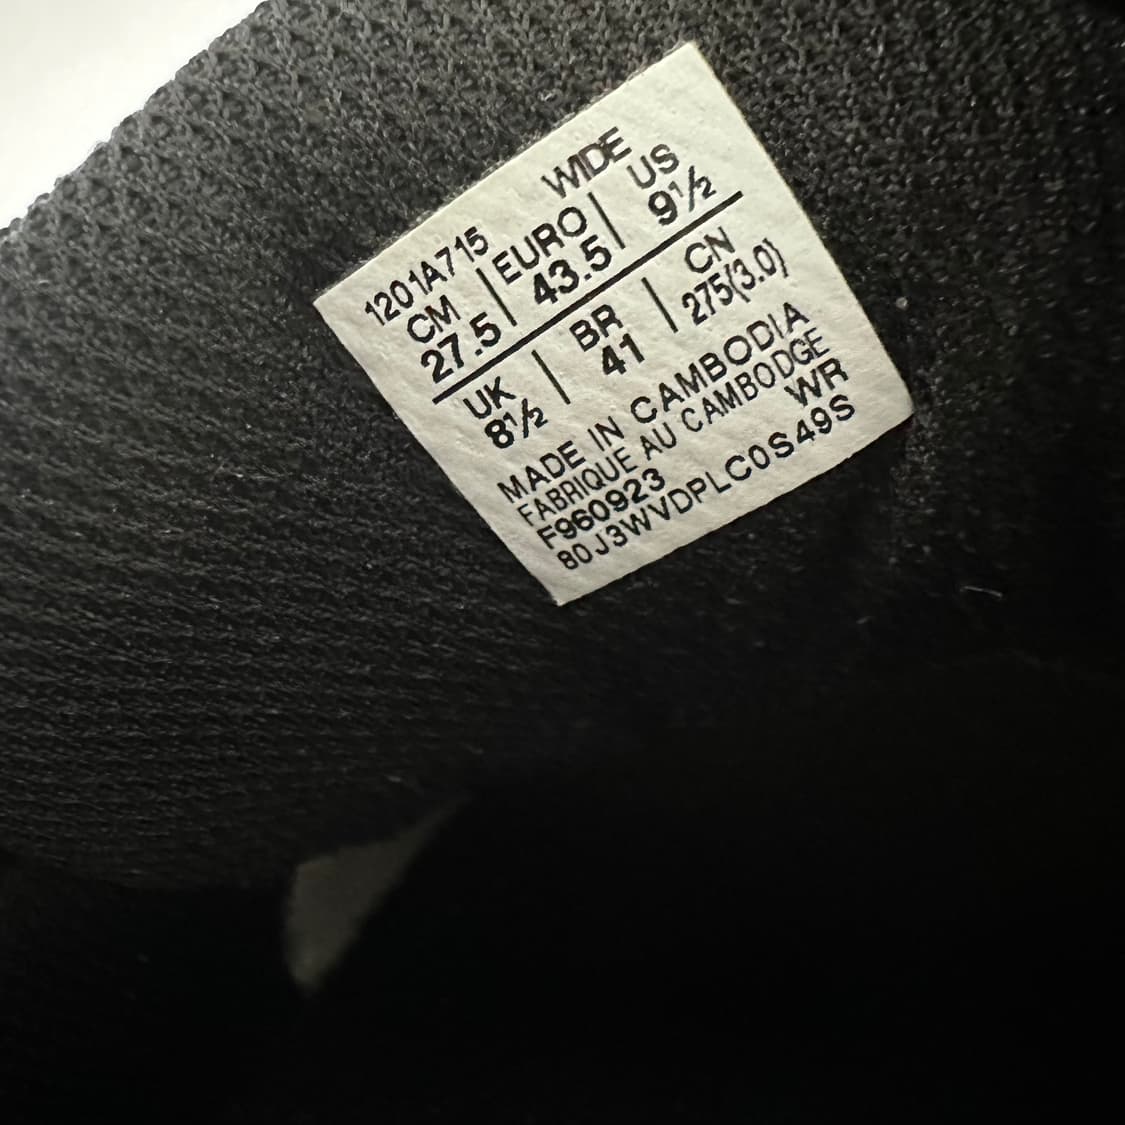 1201A715 WIDE
CM | EURO | US
27.5 | 43.5 | 9½
UK | BR | CN
8½ | 41 | 275(3.0)
MADE IN CAMBODIA
FABRIQUE AU CAMBODGE
F960923 WR
80J3WVDPLC0S49S